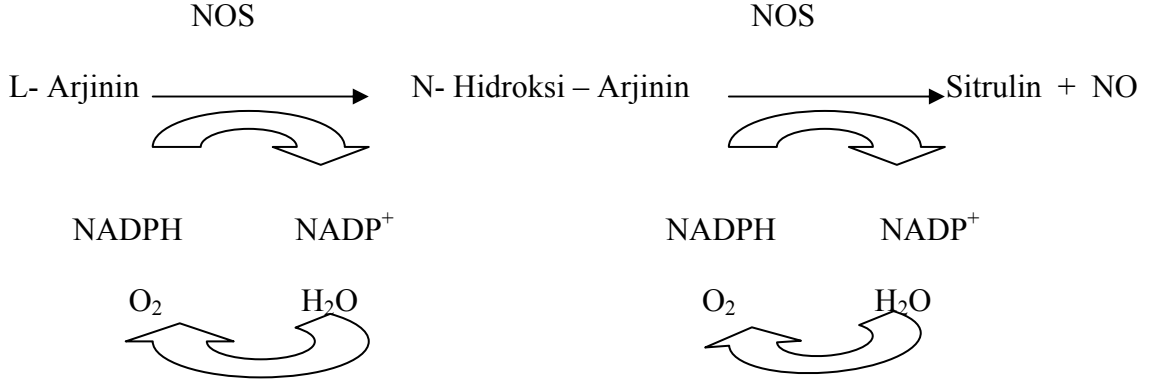 NOS NOS
L- Arjinin N- Hidroksi – Arjinin Sitrulin + NO
NADPH NADP⁺ NADPH NADP⁺
O₂ H₂O O₂ H₂O